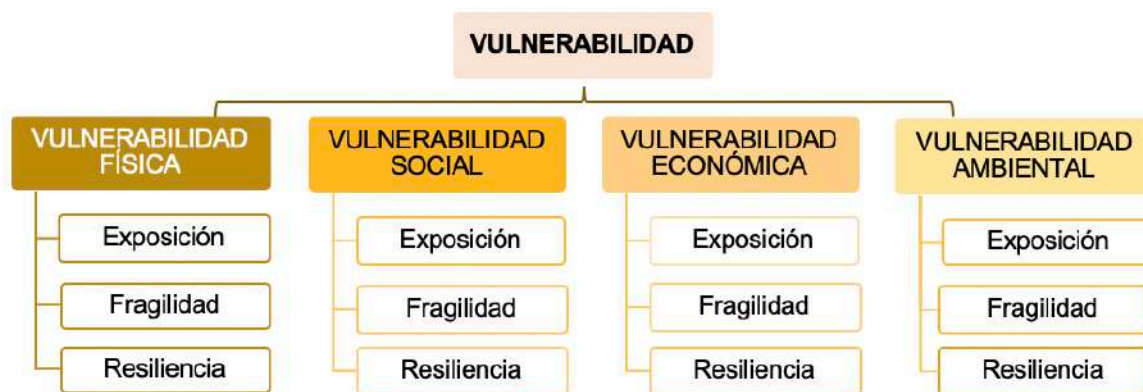 VULNERABILIDAD
VULNERABILIDAD
FÍSICA
Exposición
Fragilidad
Resiliencia
VULNERABILIDAD
SOCIAL
Exposición
Fragilidad
Resiliencia
VULNERABILIDAD
ECONÓMICA
Exposición
Fragilidad
Resiliencia
VULNERABILIDAD
AMBIENTAL
Exposición
Fragilidad
Resiliencia